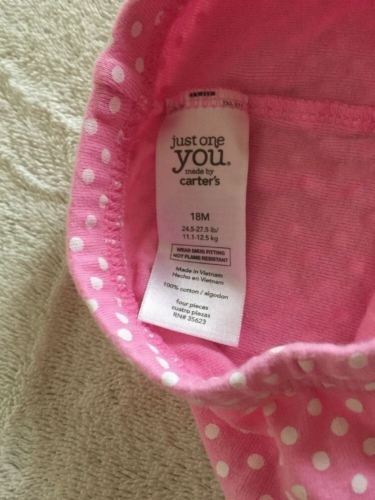 just one
you.
made by
carter's
18M
24.5-27.5 lb/
11.1-12.5 kg
WEAR SNUG FITTING
NOT FLAME RESISTANT
Made in Vietnam
Hecho en Vietnam
100% cotton / algodon
four pieces
cuatro piezas
RN# 35623